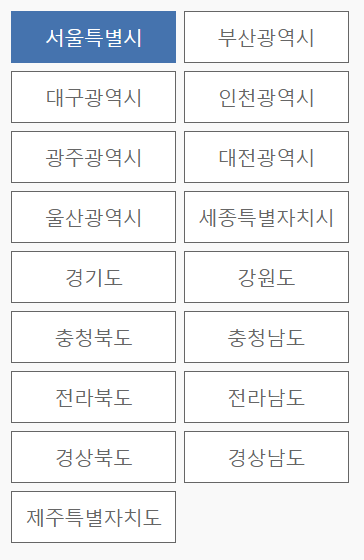 서울특별시 부산광역시
대구광역시 인천광역시
광주광역시 대전광역시
울산광역시 세종특별자치시
경기도 강원도
충청북도 충청남도
전라북도 전라남도
경상북도 경상남도
제주특별자치도